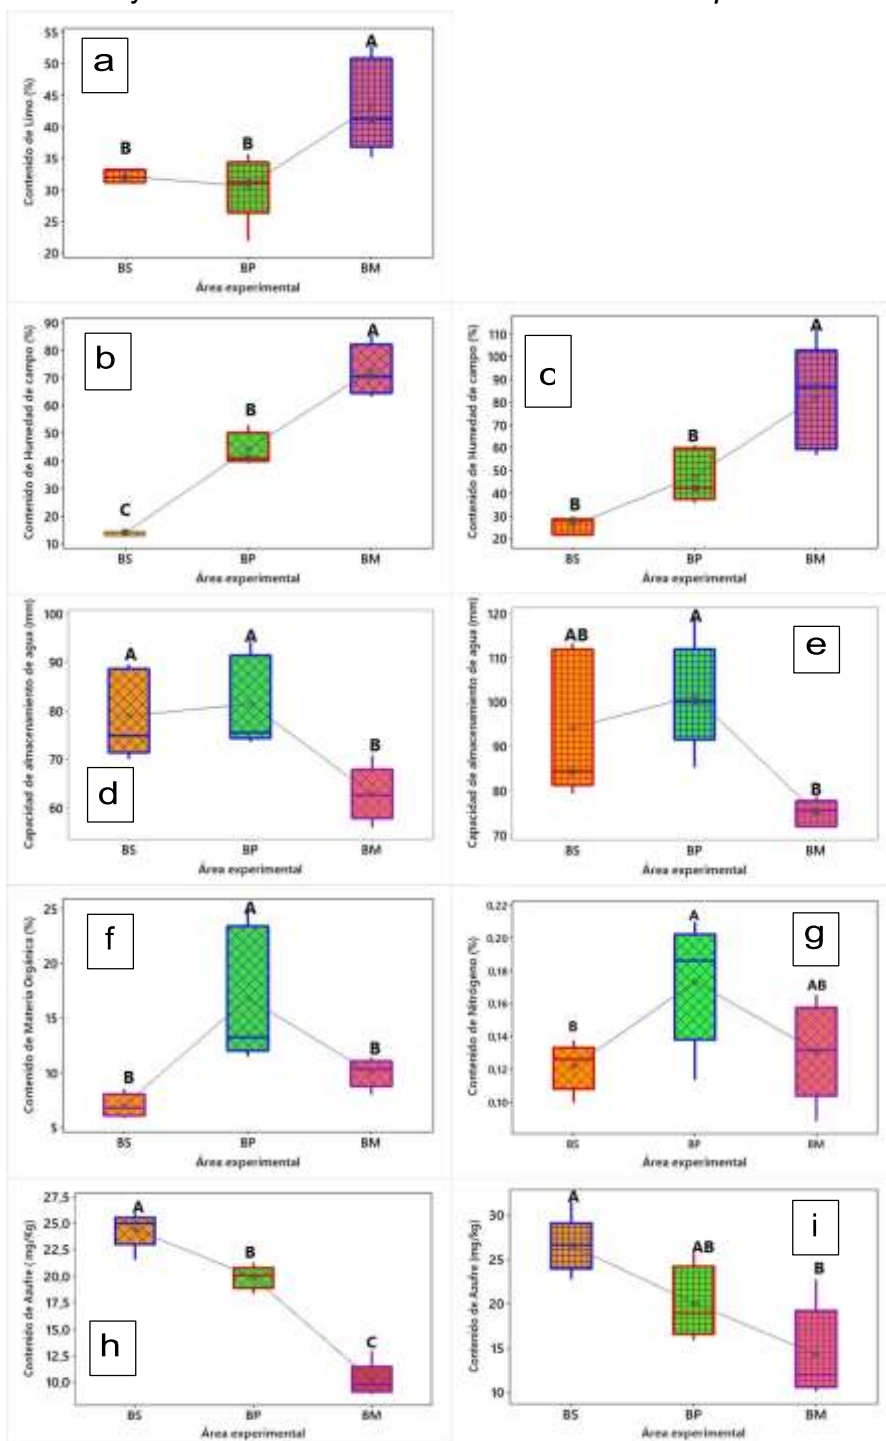 a
Contenido de Limo (%)
55
50
45
40
35
30
25
20
B
B
A
BS BP BM
Área experimental
b
Contenido de Humedad de campo (%)
90
80
70
60
50
40
30
20
10
C
B
A
BS BP BM
Área experimental
c
Contenido de Humedad de campo (%)
110
100
90
80
70
60
50
40
30
20
B
B
A
BS BP BM
Área experimental
d
Capacidad de almacenamiento de agua (mm)
100
90
80
70
60
A
A
B
BS BP BM
Área experimental
e
Capacidad de almacenamiento de agua (mm)
120
110
100
90
80
70
AB
A
B
BS BP BM
Área experimental
f
Contenido de Materia Orgánica (%)
25
20
15
10
5
B
A
B
BS BP BM
Área experimental
g
Contenido de Nitrógeno (%)
0,22
0,20
0,18
0,16
0,14
0,12
0,10
B
A
AB
BS BP BM
Área experimental
h
Contenido de Azufre ( mg/Kg)
27,5
25,0
22,5
20,0
17,5
15,0
12,5
10,0
A
B
C
BS BP BM
Área experimental
i
Contenido de Azufre (mg/kg)
30
25
20
15
10
A
AB
B
BS BP BM
Área experimental